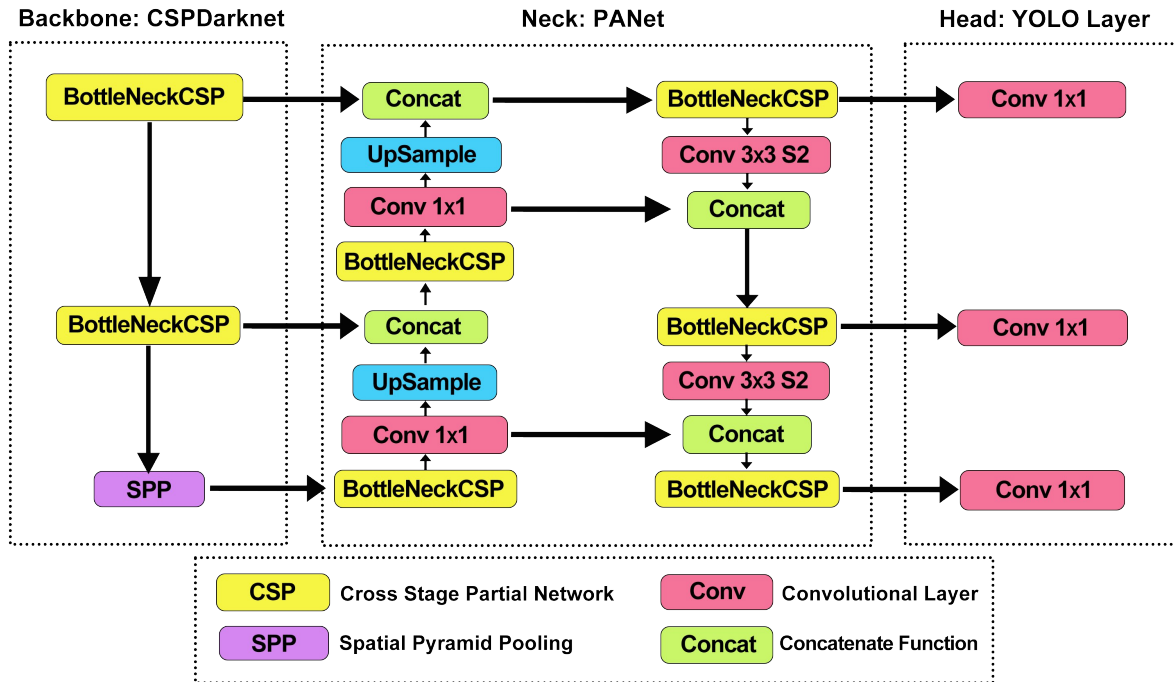 Backbone: CSPDarknet
Neck: PANet
Head: YOLO Layer
BottleNeckCSP
BottleNeckCSP
SPP
Concat
UpSample
Conv 1x1
BottleNeckCSP
Concat
UpSample
Conv 1x1
BottleNeckCSP
BottleNeckCSP
Conv 3x3 S2
Concat
BottleNeckCSP
Conv 3x3 S2
Concat
BottleNeckCSP
Conv 1x1
Conv 1x1
Conv 1x1
CSP Cross Stage Partial Network
SPP Spatial Pyramid Pooling
Conv Convolutional Layer
Concat Concatenate Function